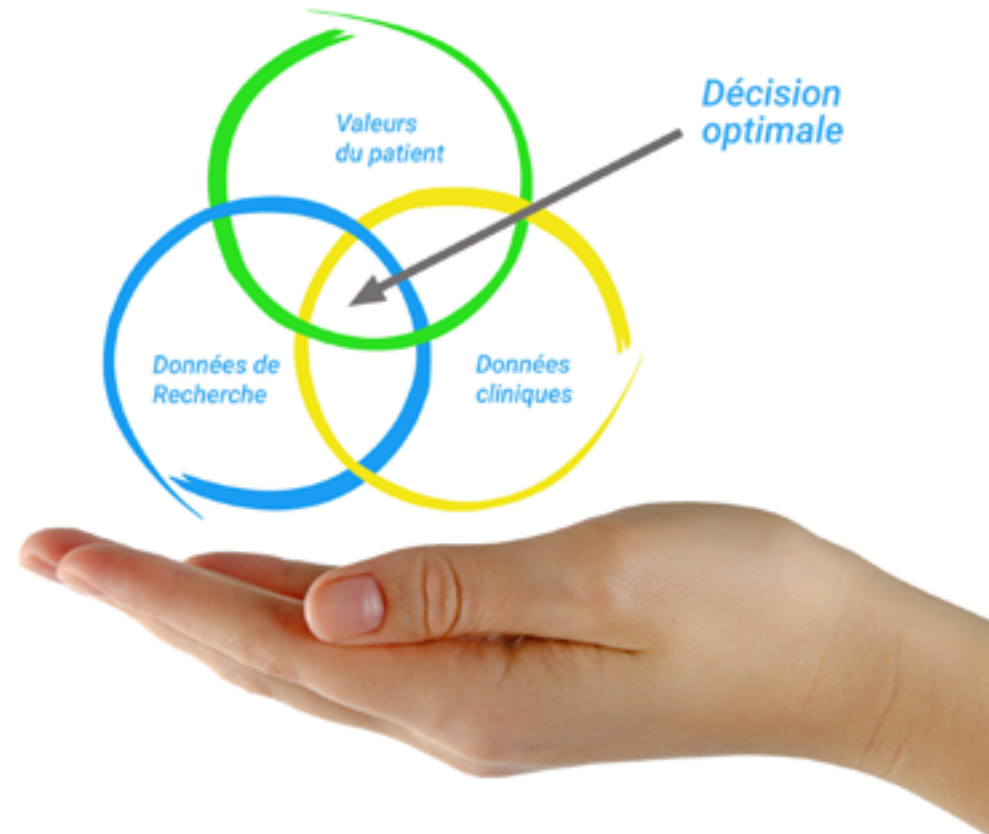 Valeurs
du patient
Décision
optimale
Données de
Recherche
Données
cliniques